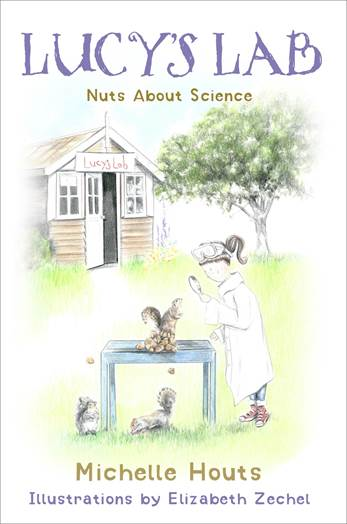 LUCY'S LAB
Nuts About Science
Lucy's Lab
Michelle Houts
Illustrations by Elizabeth Zechel